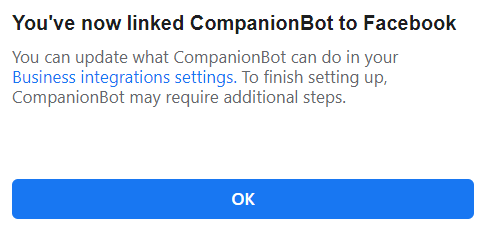 You've now linked CompanionBot to Facebook
You can update what CompanionBot can do in your
Business integrations settings. To finish setting up,
CompanionBot may require additional steps.
OK